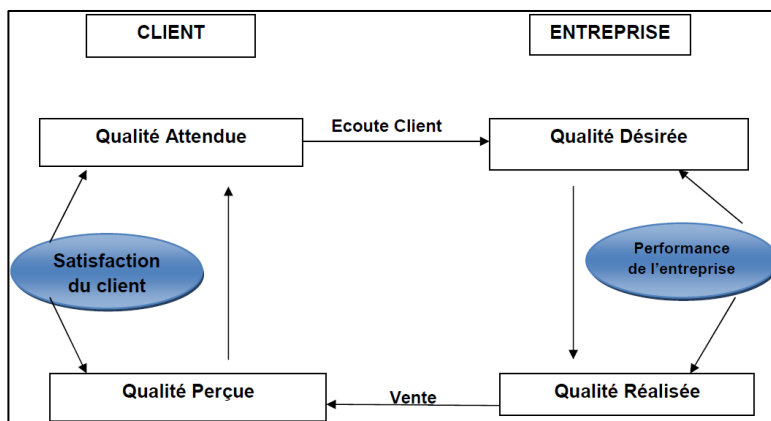 CLIENT
ENTREPRISE
Qualité Attendue
Ecoute Client
Qualité Désirée
Satisfaction
du client
Performance
de l'entreprise
Qualité Perçue
Vente
Qualité Réalisée